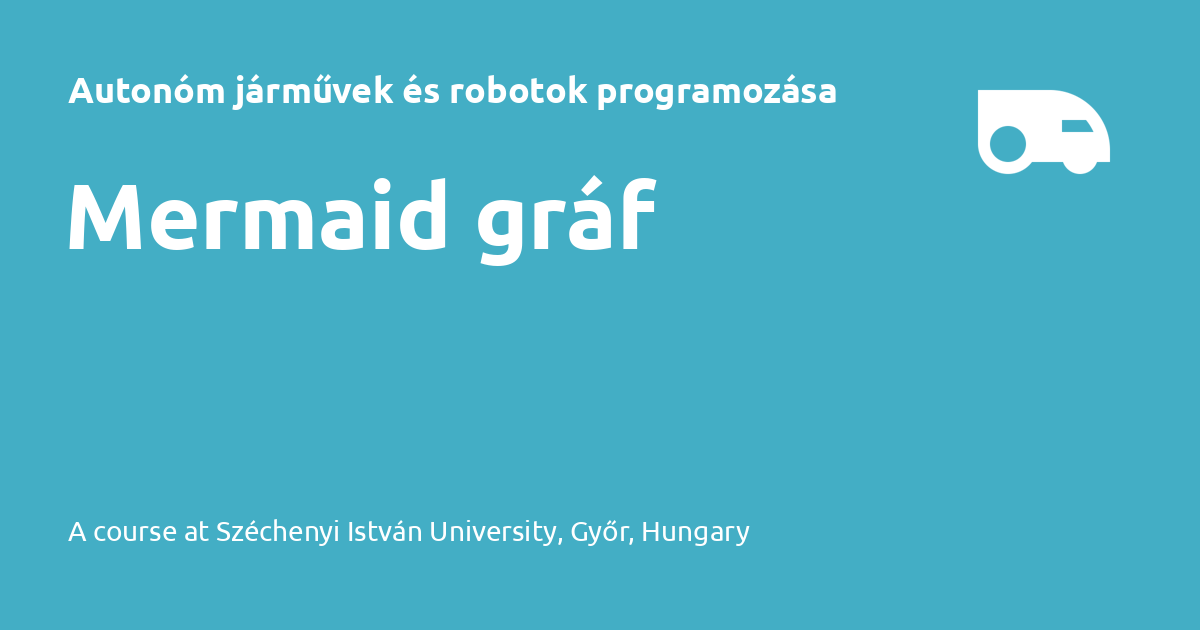 Autonóm járművek és robotok programozása
Mermaid gráf
A course at Széchenyi István University, Győr, Hungary